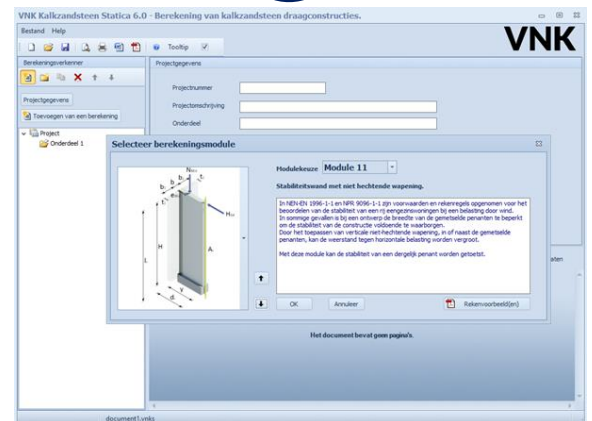 VNK Kalkzandsteen Statica 6.0 - Berekening van kalkzandsteen draagconstructies.
Bestand Help
VNK
Tooltip
Berekeningsverkenner
Projectgegevens
Projectgegevens
Toevoegen van een berekening
Project
Onderdeel 1
Projectnummer
Projectomschrijving
Onderdeel
Selecteer berekeningsmodule
Modulekeuze Module 11
Stabiliteitswand met niet hechtende wapening.
In NEN-EN 1996-1-1 en NPR 9096-1-1 zijn voorwaarden en rekenregels opgenomen voor het
beoordelen van de stabiliteit van een rij eengezinswoningen bij een belasting door wind.
In sommige gevallen is bij een ontwerp de breedte van de gemetselde penanten te beperkt
om de stabiliteit van de constructie voldoende te waarborgen.
Door het toepassen van verticale niet-hechtende wapening, in of naast de gemetselde
penanten, kan de weerstand tegen horizontale belasting worden vergroot.
Met deze module kan de stabiliteit van een dergelijk penant worden getoetst.
H
L
A
v
d
OK Annuleer Rekenvoorbeeld(en)
aten
Het document bevat geen pagina's.
document1.vnks